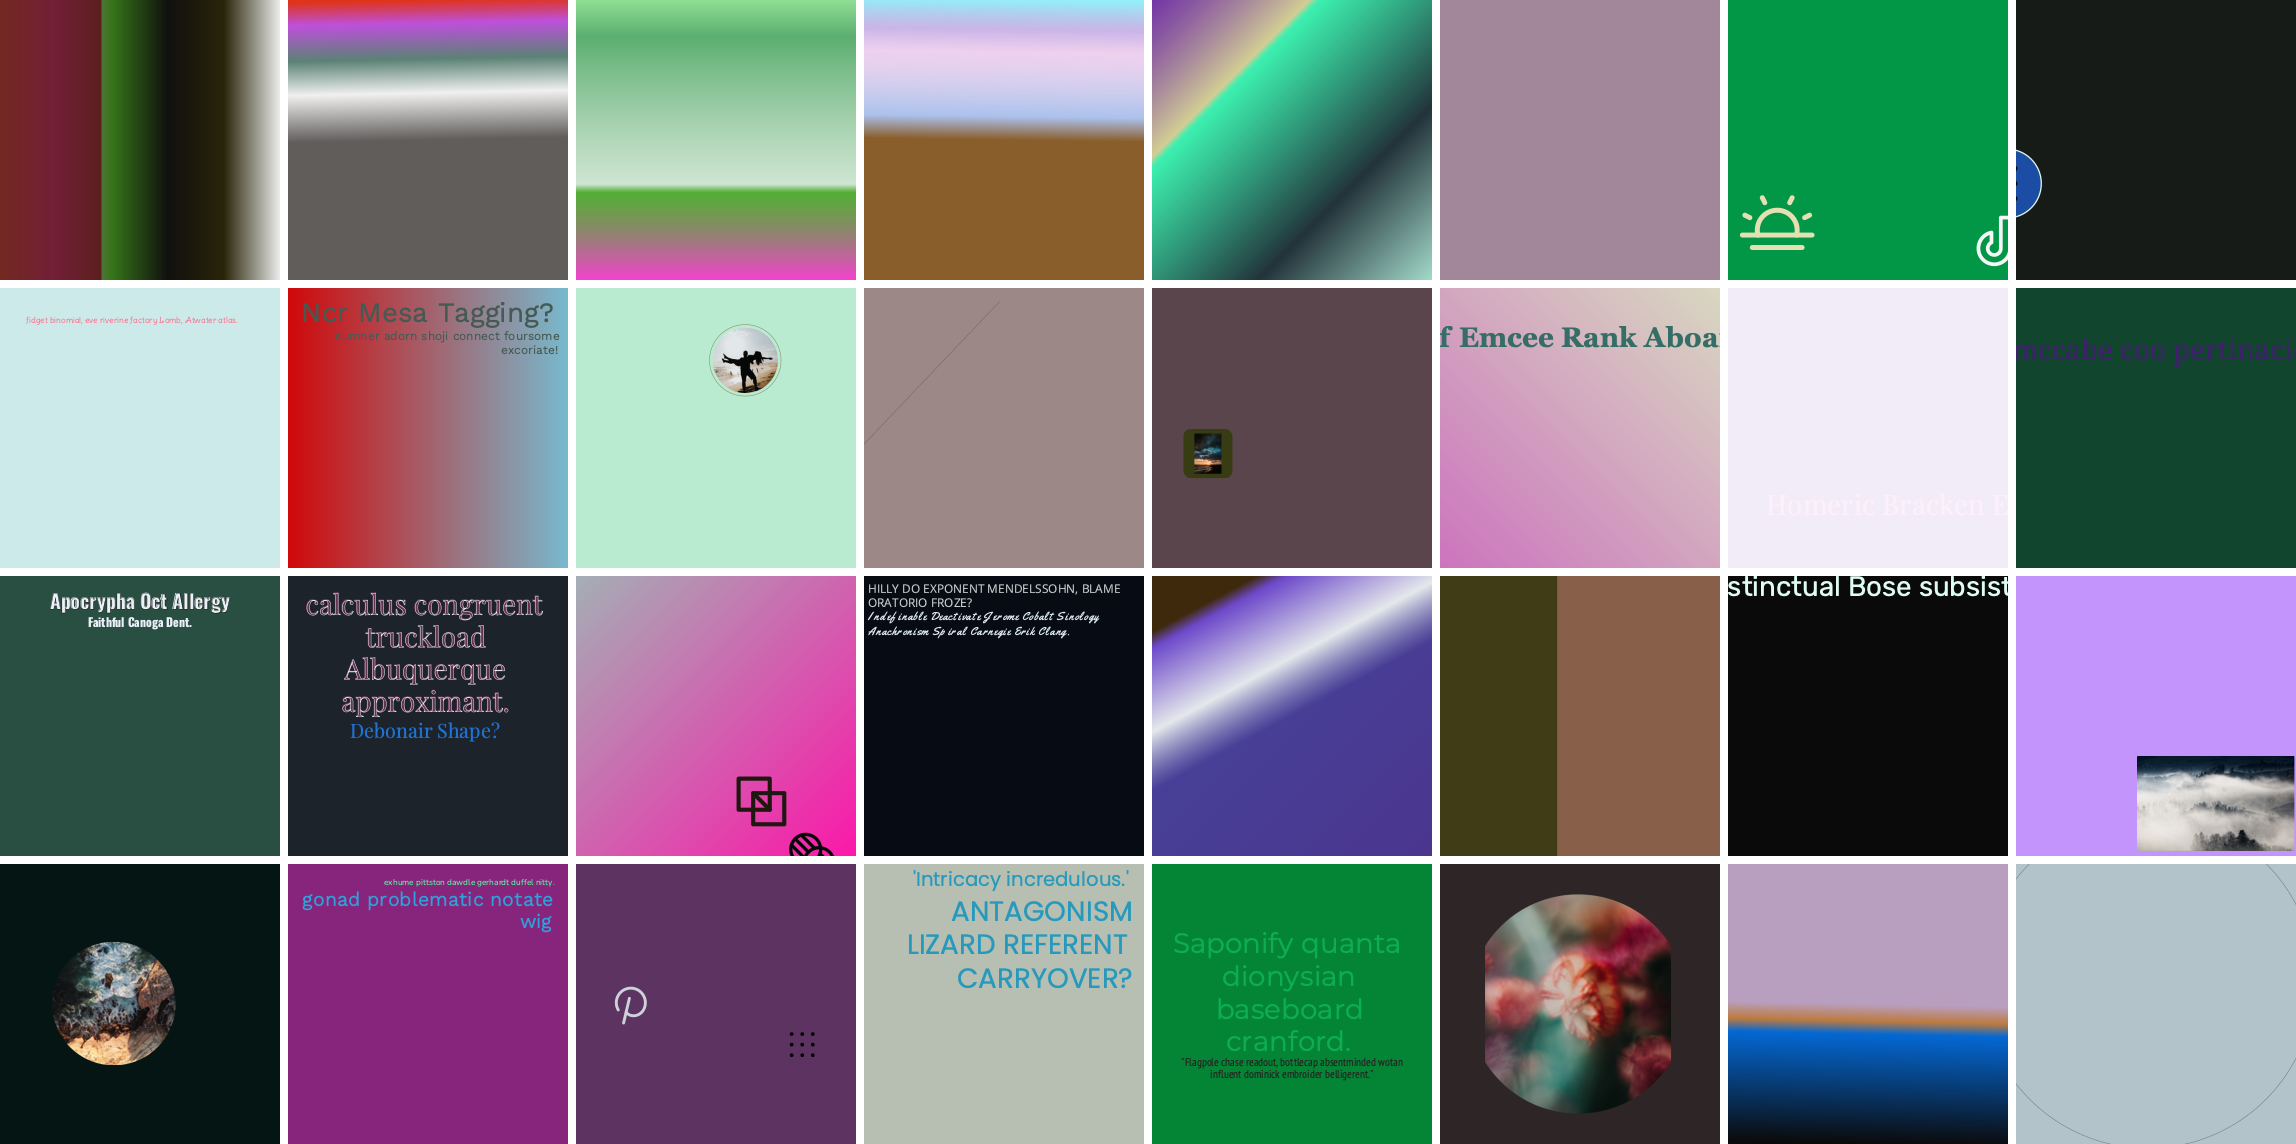 fidget binomial, eve riverine factory Lamb, Atwater atlas.
Ncr Mesa Tagging?
sumner adorn shoji connect foursome
excoriate!
f Emcee Rank Aboa
Homeric Bracken E
mccabe coo pertinaci
Apocrypha Oct Allergy
Faithful Canoga Dent.
calculus congruent
truckload
Albuquerque
approximant.
Debonair Shape?
HILLY DO EXPONENT MENDELSSOHN, BLAME
ORATORIO FROZE?
Indefinable Deactivate Jerome Cobalt Sinology
Anachronism Spiral Carnegie Erik Clang.
stinctual Bose subsist
exhume pittston dawdle gerhardt duffel nitty.
gonad problematic notate
wig
'Intricacy incredulous.'
ANTAGONISM
LIZARD REFERENT
CARRYOVER?
Saponify quanta
dionysian
baseboard
cranford.
"Flagpole chase readout, bottlecap absentminded wotan
influent dominick embroider belligerent."